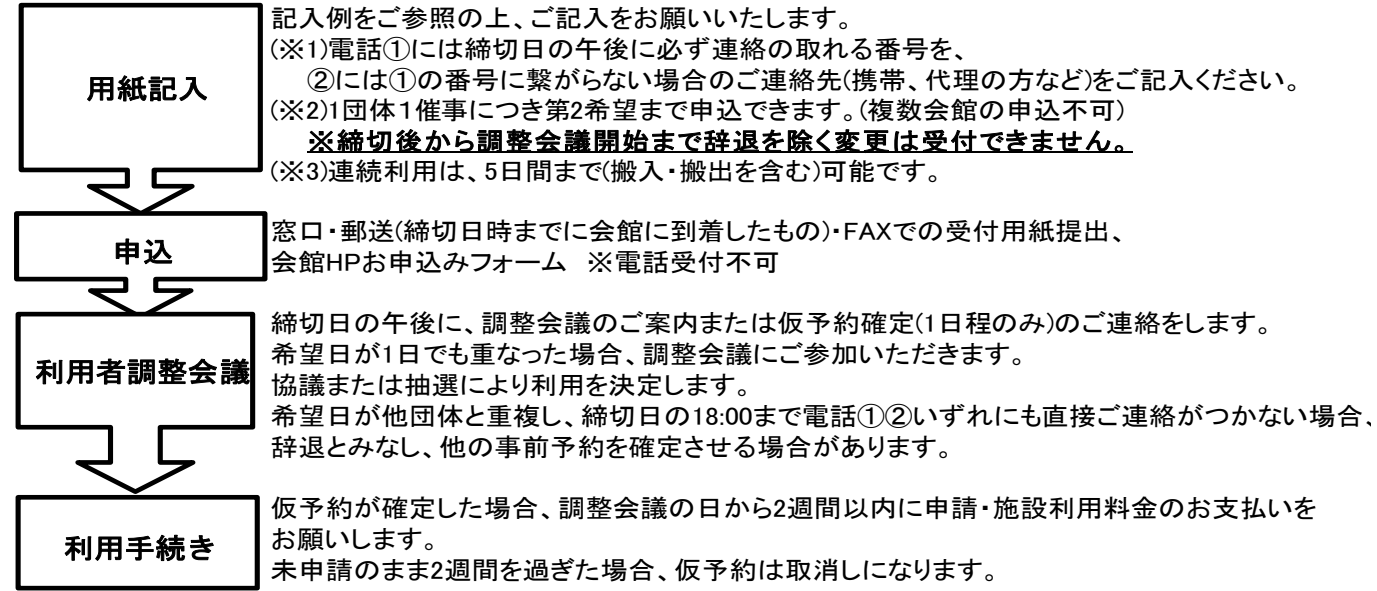 用紙記入
記入例をご参照の上、ご記入をお願いいたします。
(※1)電話①には締切日の午後に必ず連絡の取れる番号を、
②には①の番号に繋がらない場合のご連絡先(携帯、代理の方など)をご記入ください。
(※2)1団体1催事につき第2希望まで申込できます。(複数会館の申込不可)
※締切後から調整会議開始まで辞退を除く変更は受付できません。
(※3)連続利用は、5日間まで(搬入・搬出を含む)可能です。
申込
窓口・郵送(締切日時までに会館に到着したもの)・FAXでの受付用紙提出、
会館HPお申込みフォーム ※電話受付不可
利用者調整会議
締切日の午後に、調整会議のご案内または仮予約確定(1日程のみ)のご連絡をします。
希望日が1日でも重なった場合、調整会議にご参加いただきます。
協議または抽選により利用を決定します。
希望日が他団体と重複し、締切日の18:00まで電話①②いずれにも直接ご連絡がつかない場合、
辞退とみなし、他の事前予約を確定させる場合があります。
利用手続き
仮予約が確定した場合、調整会議の日から2週間以内に申請・施設利用料金のお支払いを
お願いします。
未申請のまま2週間を過ぎた場合、仮予約は取消しになります。